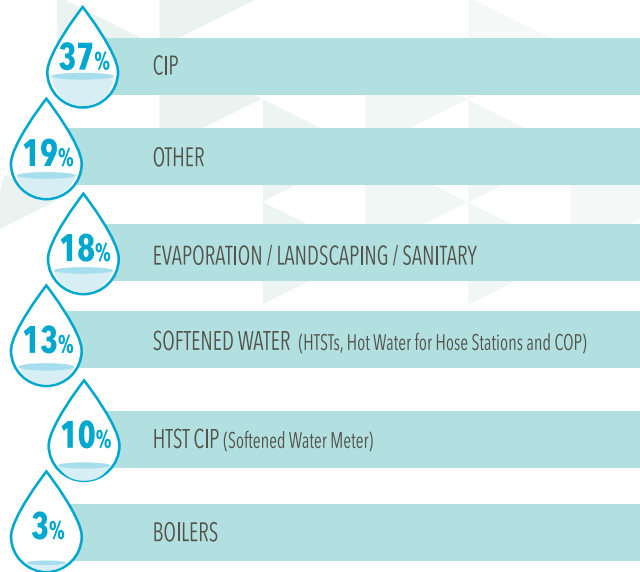 37% CIP
19% OTHER
18% EVAPORATION / LANDSCAPING / SANITARY
13% SOFTENED WATER (HTSTs, Hot Water for Hose Stations and COP)
10% HTST CIP (Softened Water Meter)
3% BOILERS